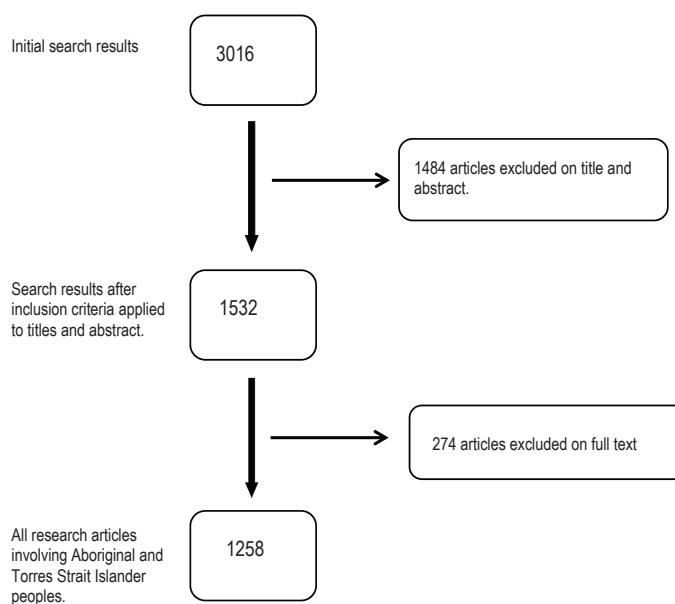 Initial search results
3016
1484 articles excluded on title and
abstract.
Search results after
inclusion criteria applied
to titles and abstract.
1532
274 articles excluded on full text
All research articles
involving Aboriginal and
Torres Strait Islander
peoples.
1258